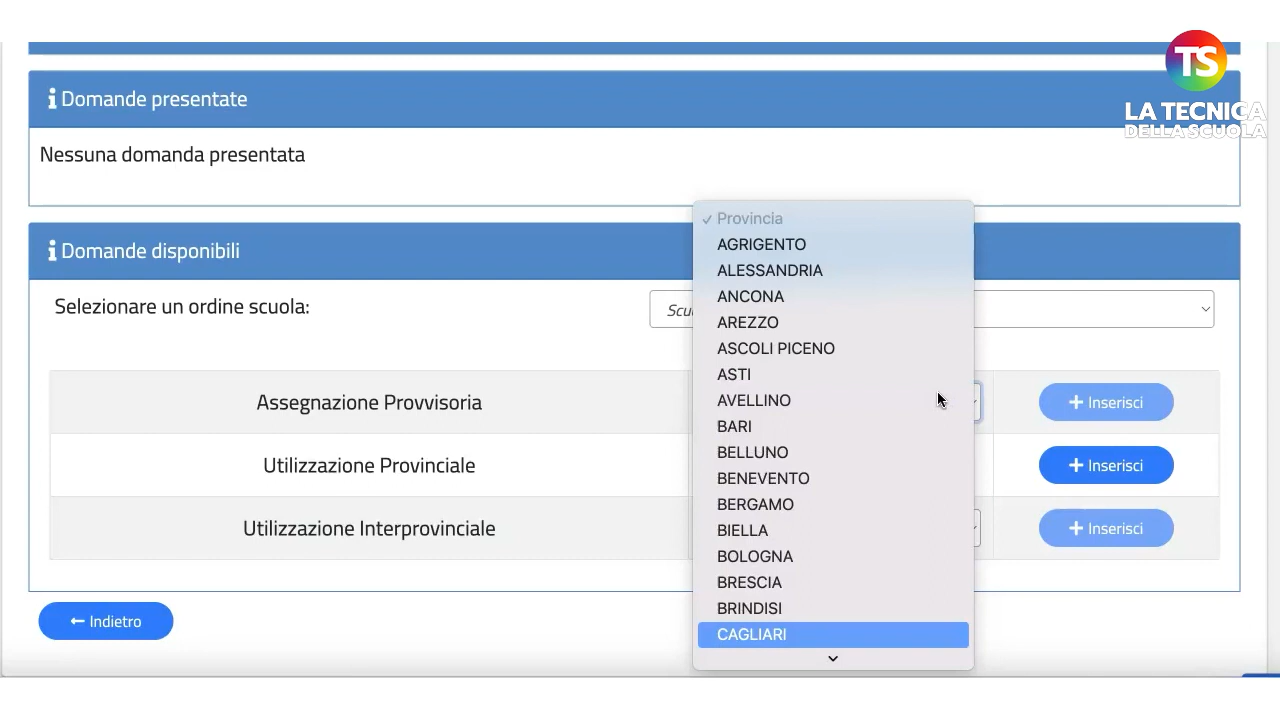 TS
LA TECNICA
DELLA SCUOLA
Domande presentate
Nessuna domanda presentata
Domande disponibili
Selezionare un ordine scuola:
Assegnazione Provvisoria
+ Inserisci
Utilizzazione Provinciale
+ Inserisci
Utilizzazione Interprovinciale
+ Inserisci
← Indietro
✓ Provincia
AGRIGENTO
ALESSANDRIA
ANCONA
AREZZO
ASCOLI PICENO
ASTI
AVELLINO
BARI
BELLUNO
BENEVENTO
BERGAMO
BIELLA
BOLOGNA
BRESCIA
BRINDISI
CAGLIARI